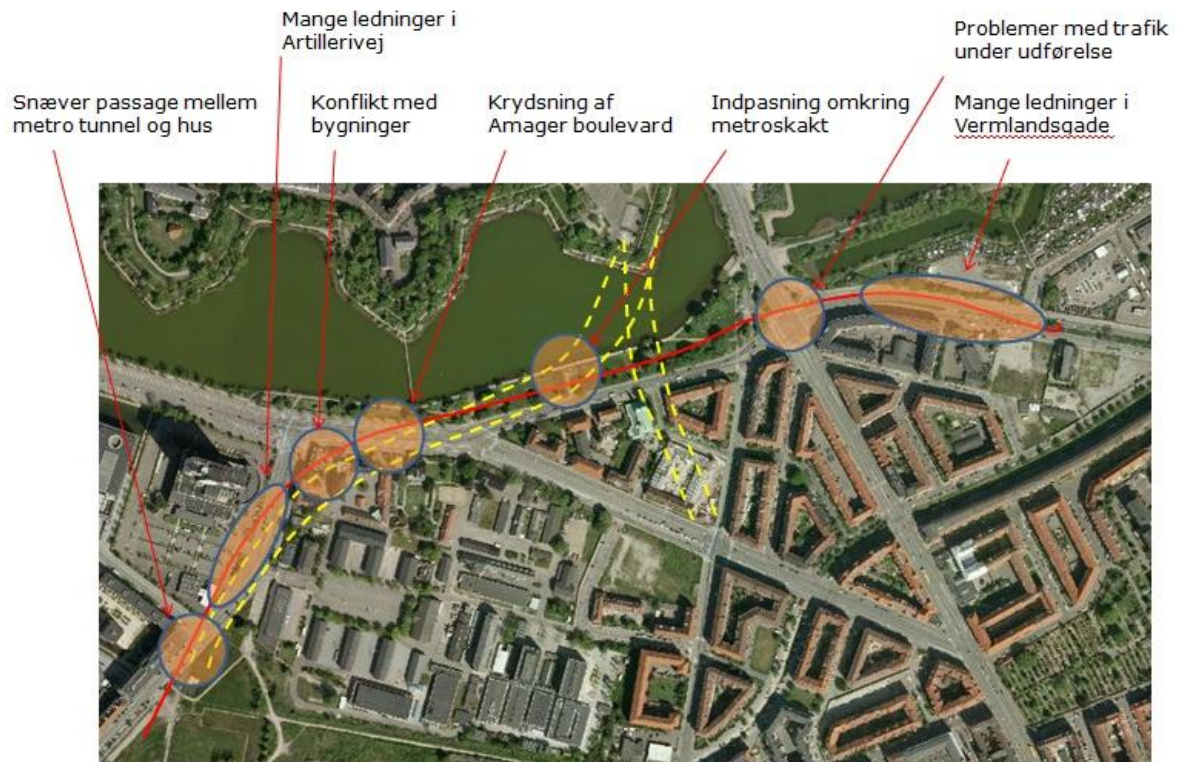 Mange ledninger i
Artillerivej
Problemer med trafik
under udførelse
Snæver passage mellem
metro tunnel og hus
Konflikt med
bygninger
Krydsning af
Amager boulevard
Indpasning omkring
metroskakt
Mange ledninger i
Vermlandsgade